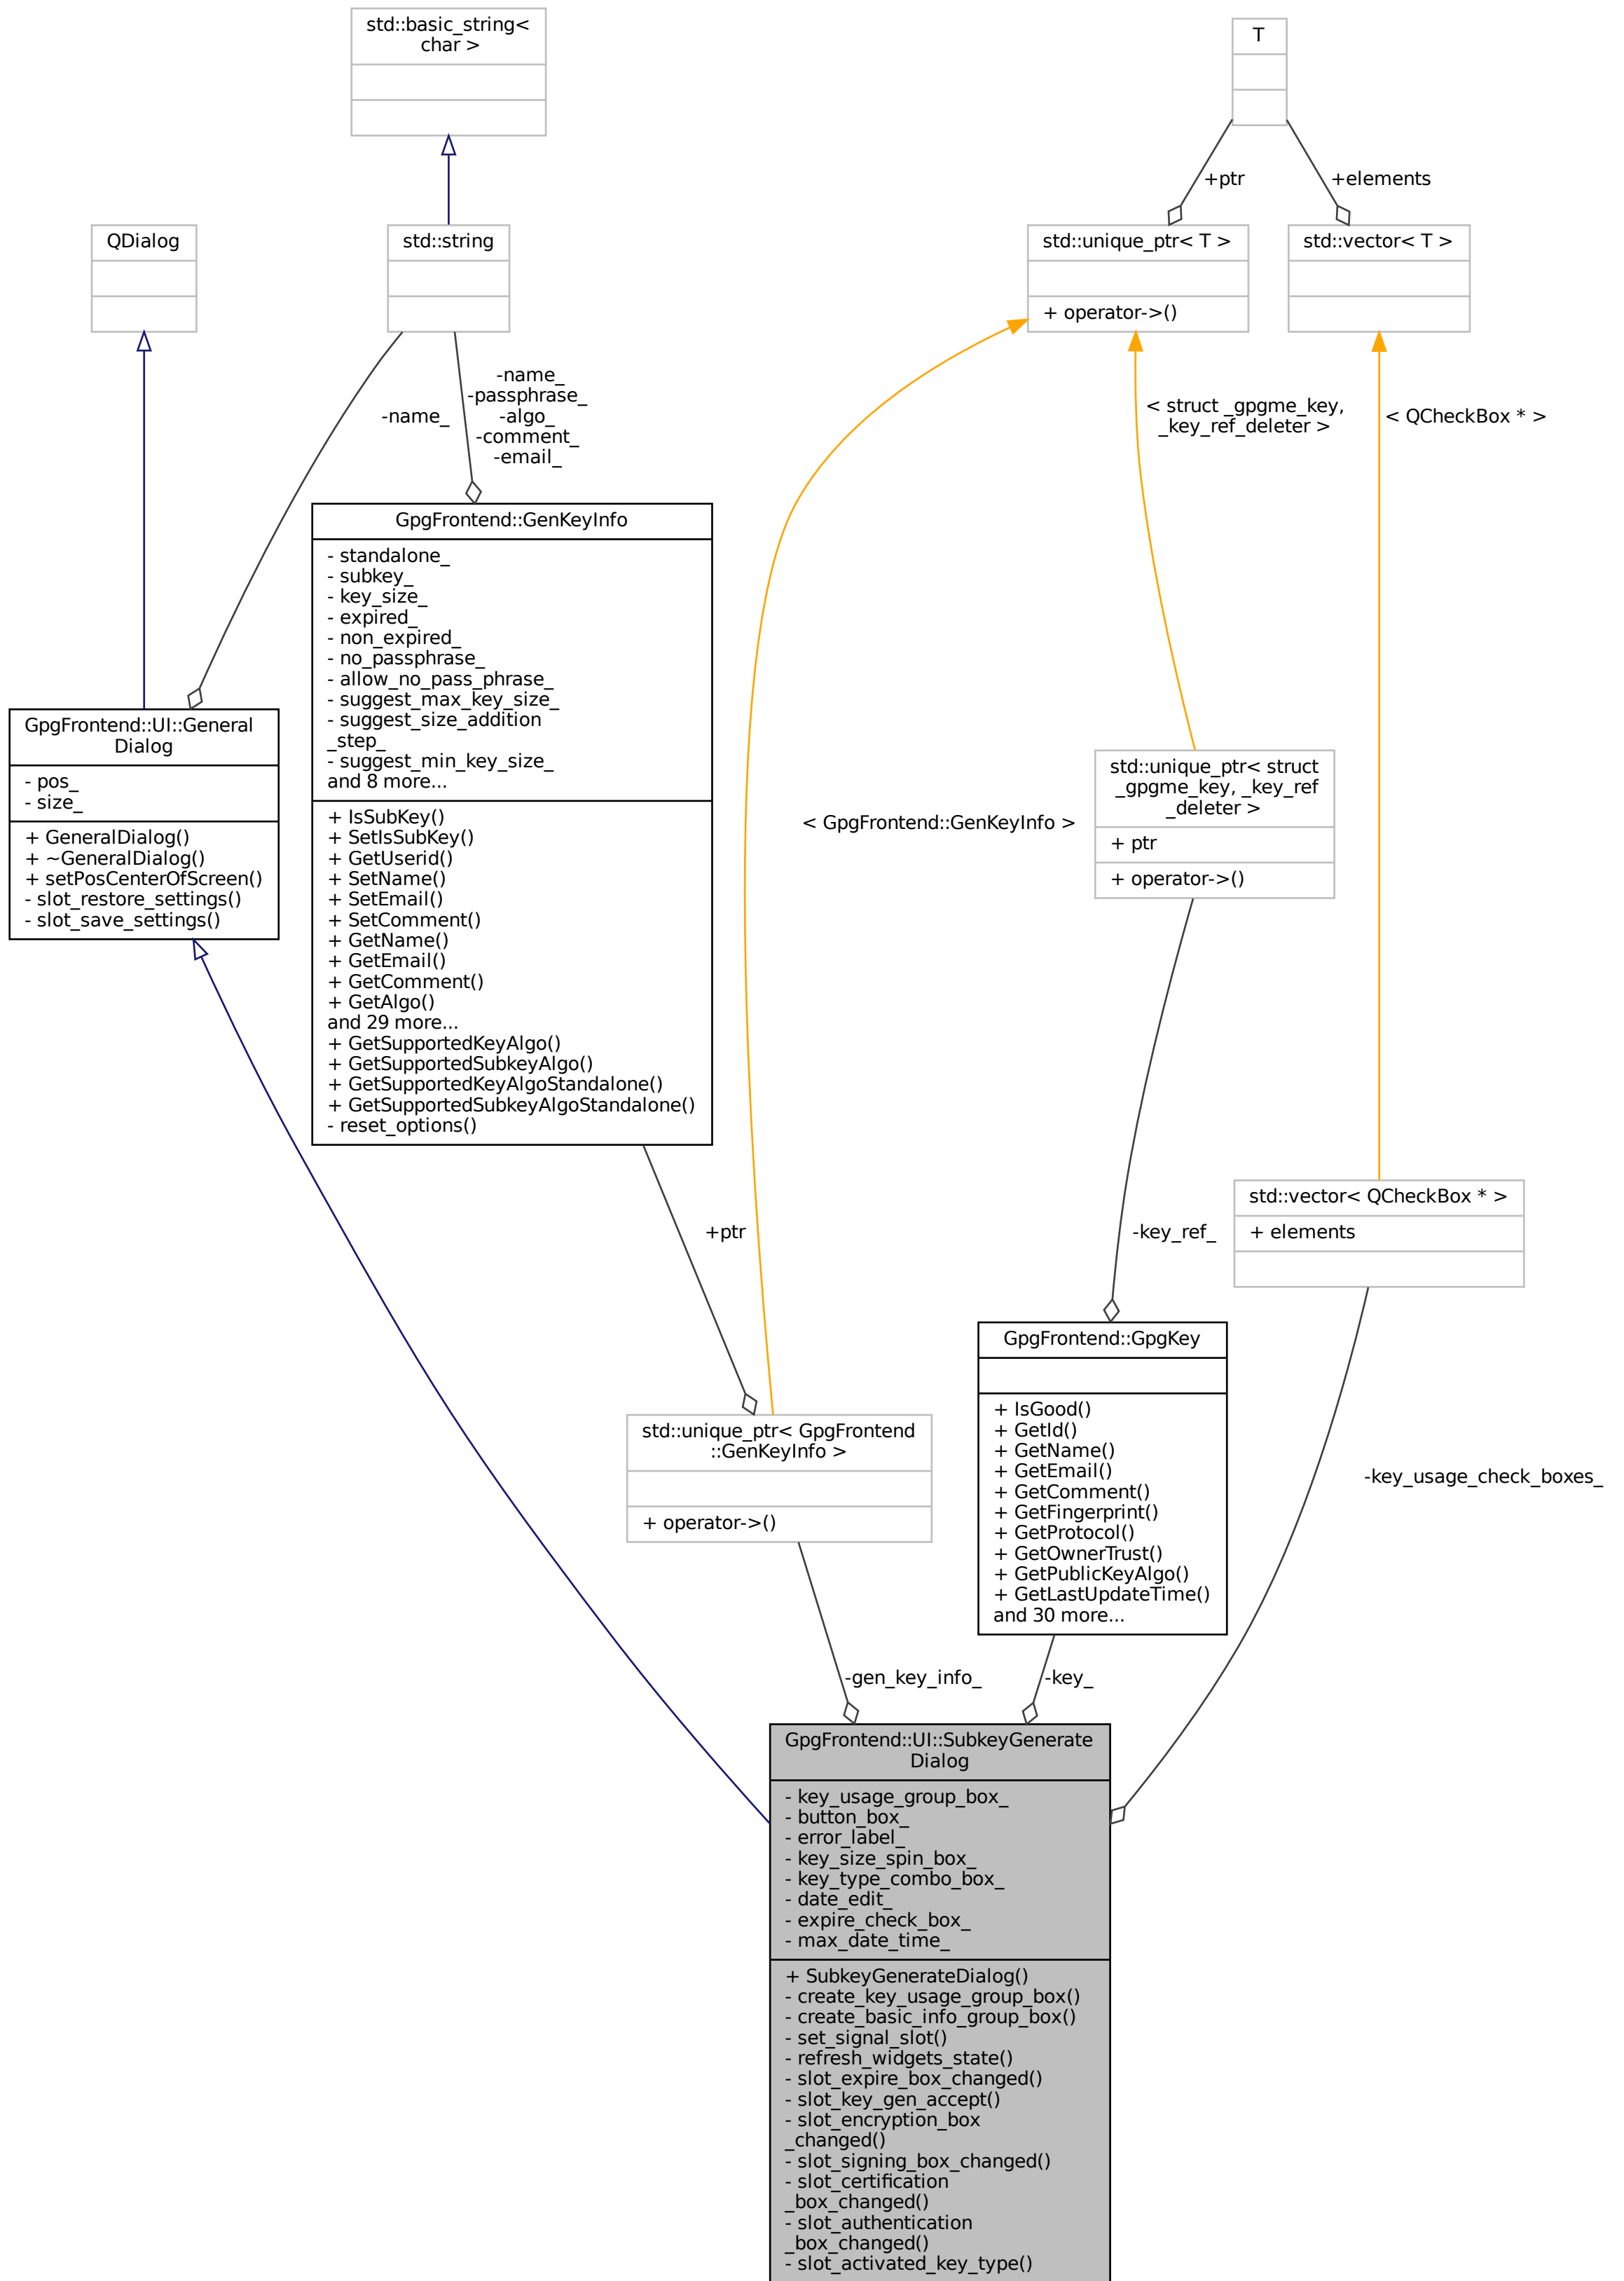 std::basic_string<
char >
T
+ptr
+elements
QDialog
std::string
std::unique_ptr< T >
+ operator->()
std::vector< T >
-name_
-name_
-passphrase_
-algo_
-comment_
-email_
< struct _gpgme_key,
_key_ref_deleter >
< QCheckBox * >
GpgFrontend::GenKeyInfo
- standalone_
- subkey_
- key_size_
- expired_
- non_expired_
- no_passphrase_
- allow_no_pass_phrase_
- suggest_max_key_size_
- suggest_size_addition
_step_
- suggest_min_key_size_
and 8 more...
+ IsSubKey()
+ SetIsSubKey()
+ GetUserid()
+ SetName()
+ SetEmail()
+ SetComment()
+ GetName()
+ GetEmail()
+ GetComment()
+ GetAlgo()
and 29 more...
+ GetSupportedKeyAlgo()
+ GetSupportedSubkeyAlgo()
+ GetSupportedKeyAlgoStandalone()
+ GetSupportedSubkeyAlgoStandalone()
- reset_options()
GpgFrontend::UI::General
Dialog
- pos_
- size_
+ GeneralDialog()
+ ~GeneralDialog()
+ setPosCenterOfScreen()
- slot_restore_settings()
- slot_save_settings()
< GpgFrontend::GenKeyInfo >
std::unique_ptr< struct
_gpgme_key, _key_ref
_deleter >
+ ptr
+ operator->()
+ptr
-key_ref_
std::vector< QCheckBox * >
+ elements
std::unique_ptr< GpgFrontend
::GenKeyInfo >
+ operator->()
GpgFrontend::GpgKey
+ IsGood()
+ GetId()
+ GetName()
+ GetEmail()
+ GetComment()
+ GetFingerprint()
+ GetProtocol()
+ GetOwnerTrust()
+ GetPublicKeyAlgo()
+ GetLastUpdateTime()
and 30 more...
-key_usage_check_boxes_
-gen_key_info_
-key_
GpgFrontend::UI::SubkeyGenerate
Dialog
- key_usage_group_box_
- button_box_
- error_label_
- key_size_spin_box_
- key_type_combo_box_
- date_edit_
- expire_check_box_
- max_date_time_
+ SubkeyGenerateDialog()
- create_key_usage_group_box()
- create_basic_info_group_box()
- set_signal_slot()
- refresh_widgets_state()
- slot_expire_box_changed()
- slot_key_gen_accept()
- slot_encryption_box
_changed()
- slot_signing_box_changed()
- slot_certification
_box_changed()
- slot_authentication
_box_changed()
- slot_activated_key_type()